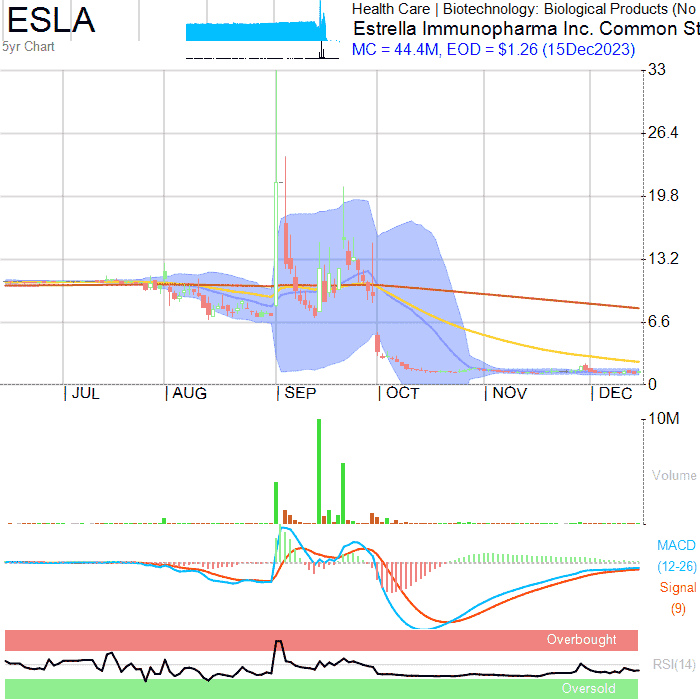 ESLA
5yr Chart
Health Care | Biotechnology: Biological Products (No
Estrella Immunopharma Inc. Common St
MC = 44.4M, EOD = $1.26 (15Dec2023)
33
26.4
19.8
13.2
6.6
0
| JUL | AUG | SEP | OCT | NOV | DEC
10M
Volume
MACD
(12-26)
Signal
(9)
Overbought
RSI(14)
Oversold